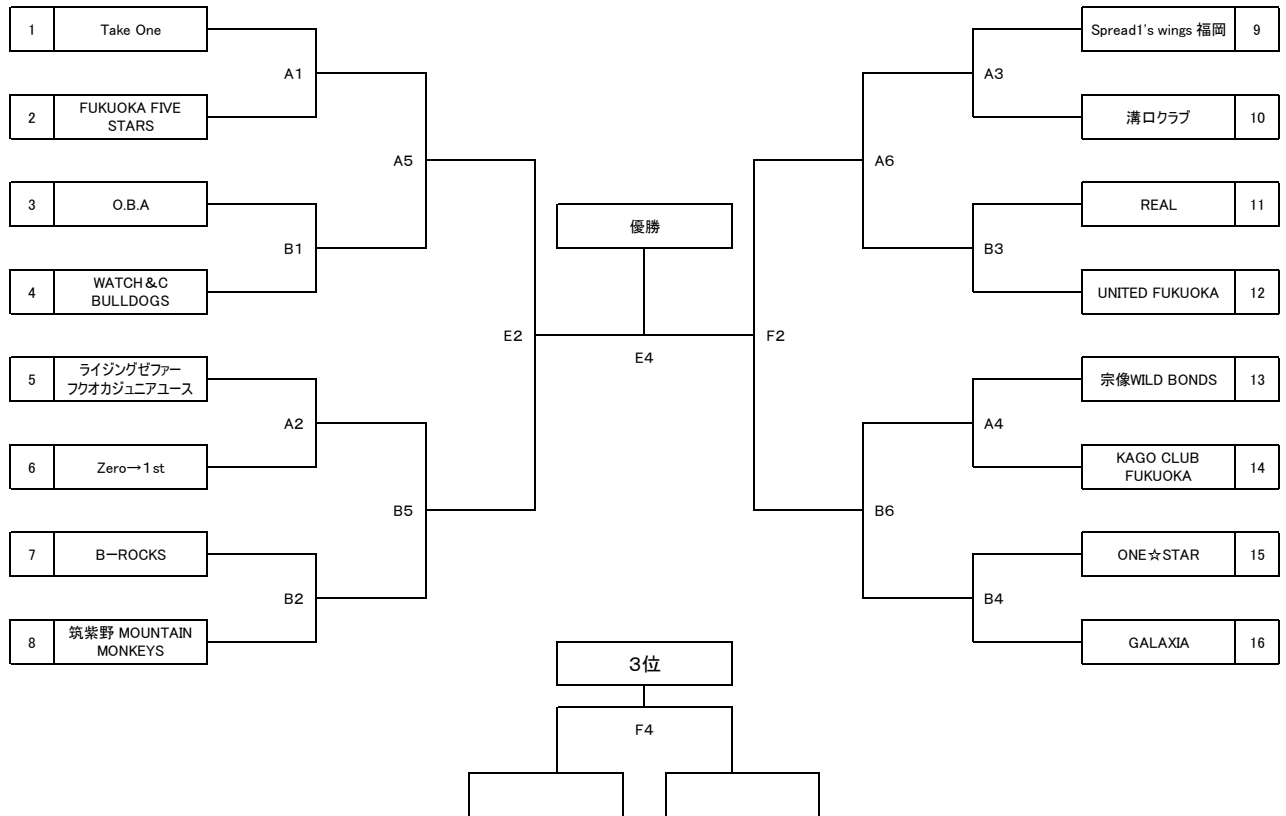 1
Take One
A1
2
FUKUOKA FIVE
STARS
A5
3
O.B.A
B1
4
WATCH&C
BULLDOGS
E2
5
ライジングゼファー
フクオカジュニアユース
A2
6
Zero→1st
B5
7
B−ROCKS
B2
8
筑紫野 MOUNTAIN
MONKEYS
優勝
E4
3位
F4
Spread1's wings 福岡
9
A3
溝口クラブ
10
A6
REAL
11
B3
UNITED FUKUOKA
12
F2
宗像WILD BONDS
13
A4
KAGO CLUB
FUKUOKA
14
B6
ONE☆STAR
15
B4
GALAXIA
16